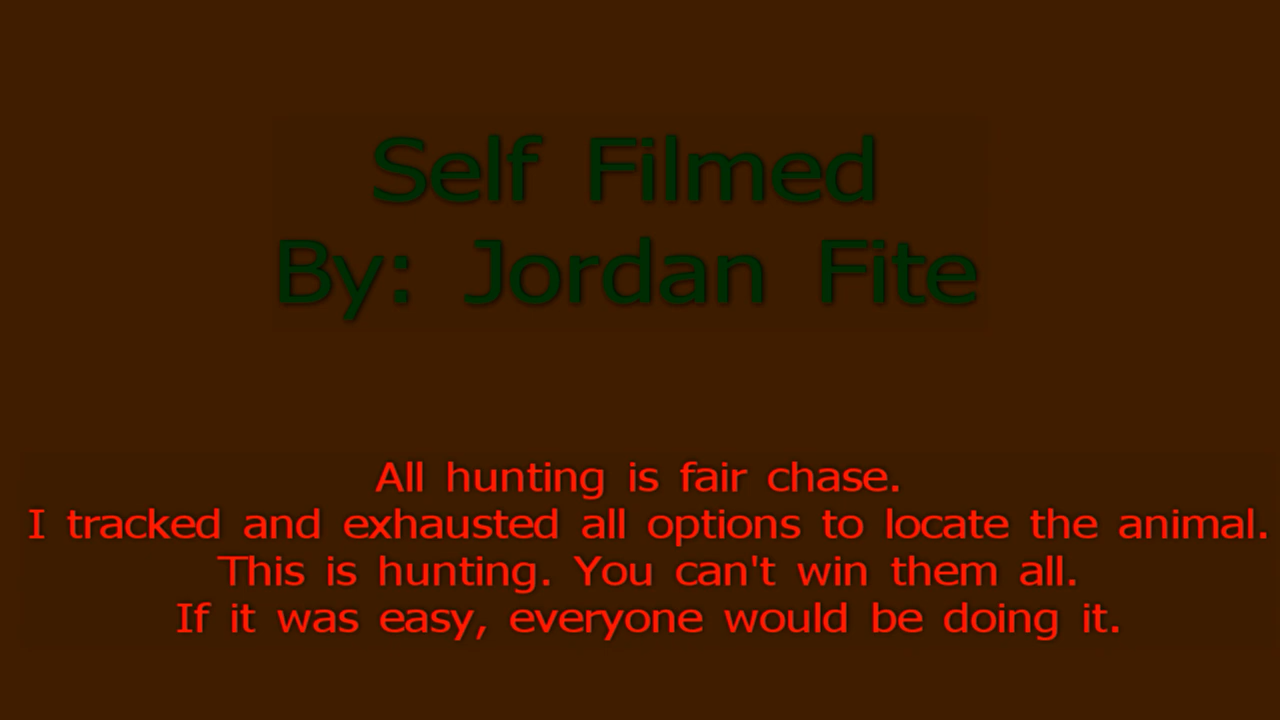 Self Filmed
By: Jordan Fite
All hunting is fair chase.
I tracked and exhausted all options to locate the animal.
This is hunting. You can't win them all.
If it was easy, everyone would be doing it.